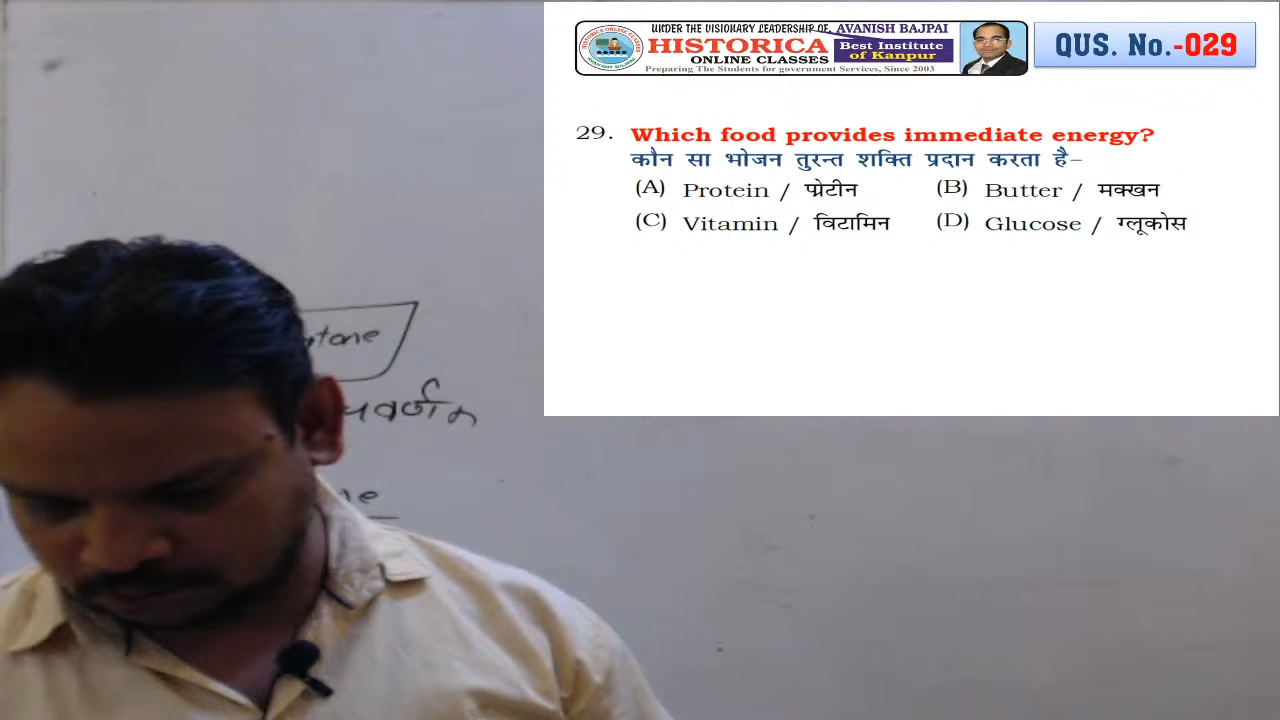 UNDER THE VISIONARY LEADERSHIP OF, AVANISH BAJPAI
HISTORICA
ONLINE CLASSES
Best Institute
of Kanpur
Preparing The Students for government Services, Since 2003
QUS. No.-029
29. Which food provides immediate energy?
कौन सा भोजन तुरन्त शक्ति प्रदान करता है-
(A) Protein / प्रोटीन (B) Butter / मक्खन
(C) Vitamin / विटामिन (D) Glucose / ग्लूकोस